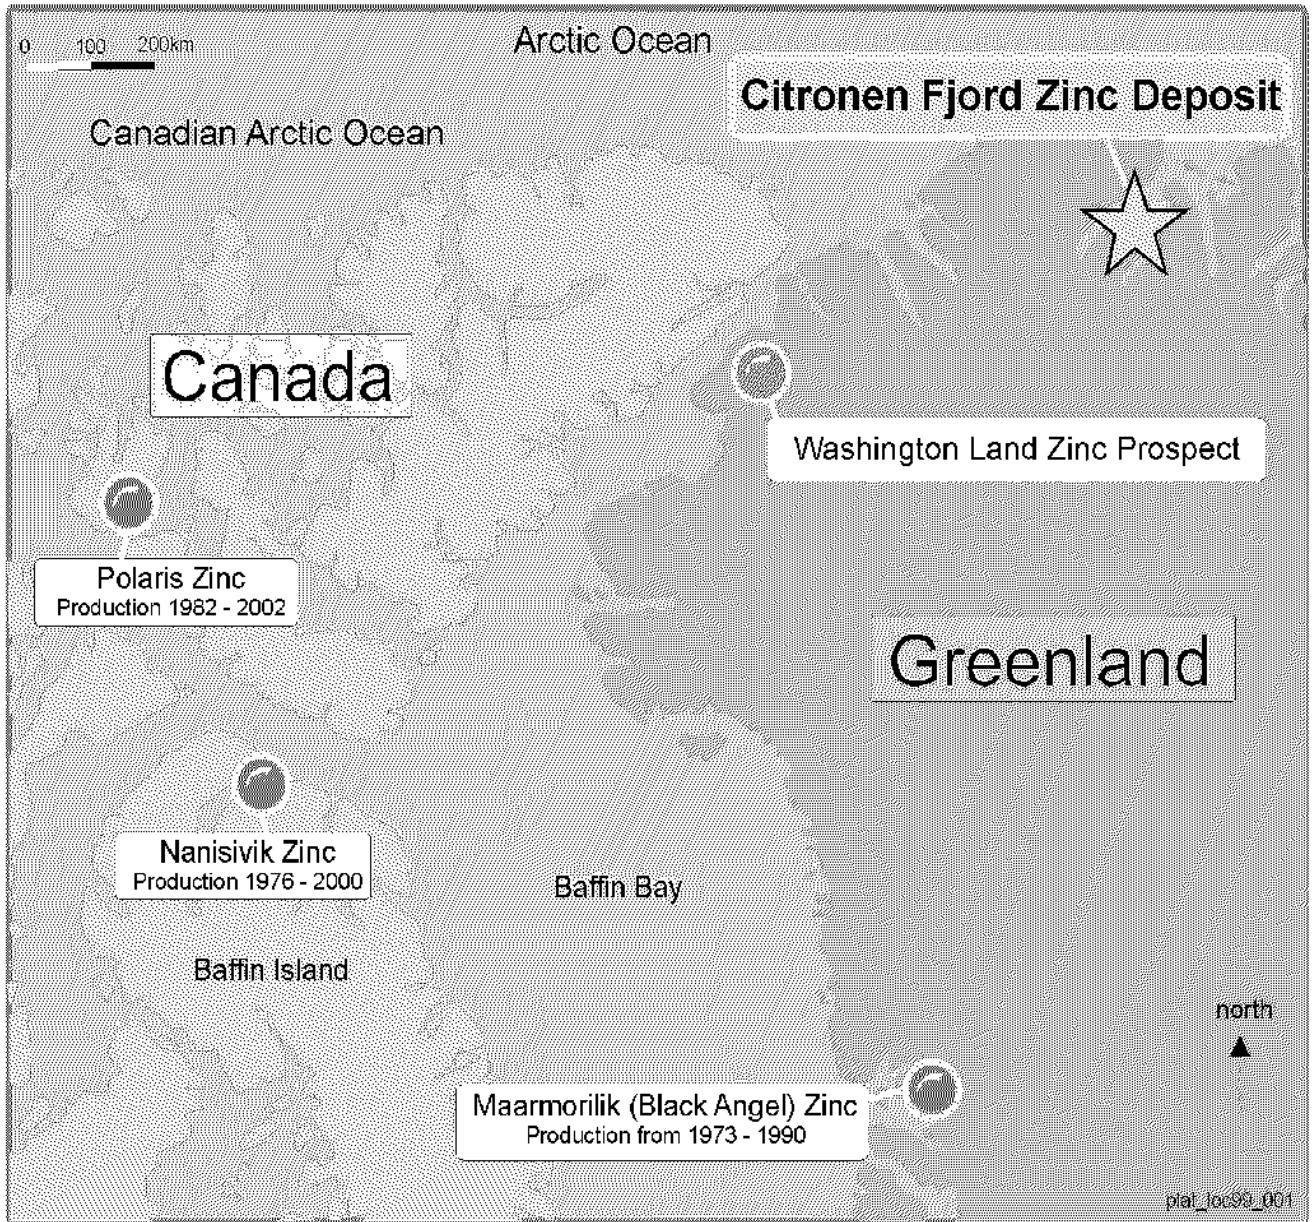 Arctic Ocean
0 100 200km
Citronen Fjord Zinc Deposit
Canadian Arctic Ocean
Canada
Washington Land Zinc Prospect
Polaris Zinc
Production 1982 - 2002
Greenland
Nanisivik Zinc
Production 1976 - 2000
Baffin Bay
Baffin Island
north
Maarmorilik (Black Angel) Zinc
Production from 1973 - 1990
plat_loc99_001